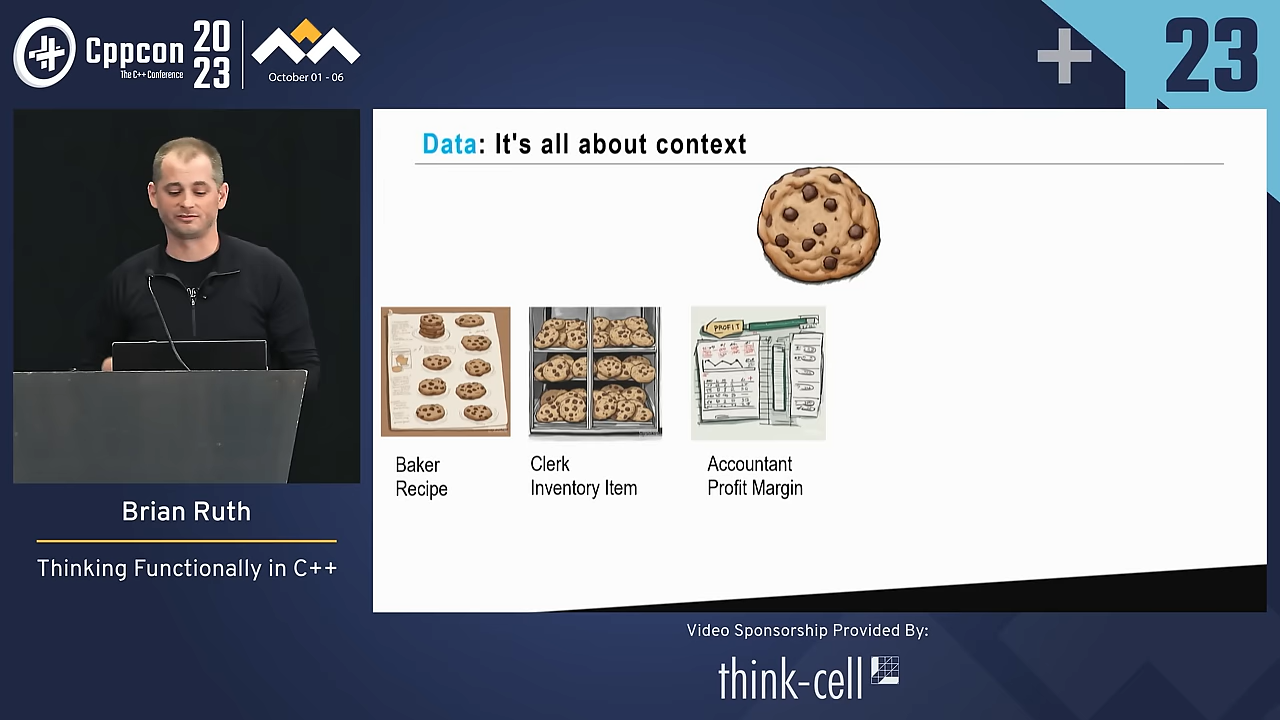 Cppcon
The C++ Conference
20
23
October 01 - 06
23
Data: It's all about context
PROFIT
Baker
Recipe
Clerk
Inventory Item
Accountant
Profit Margin
Brian Ruth
Thinking Functionally in C++
Video Sponsorship Provided By:
think-cell